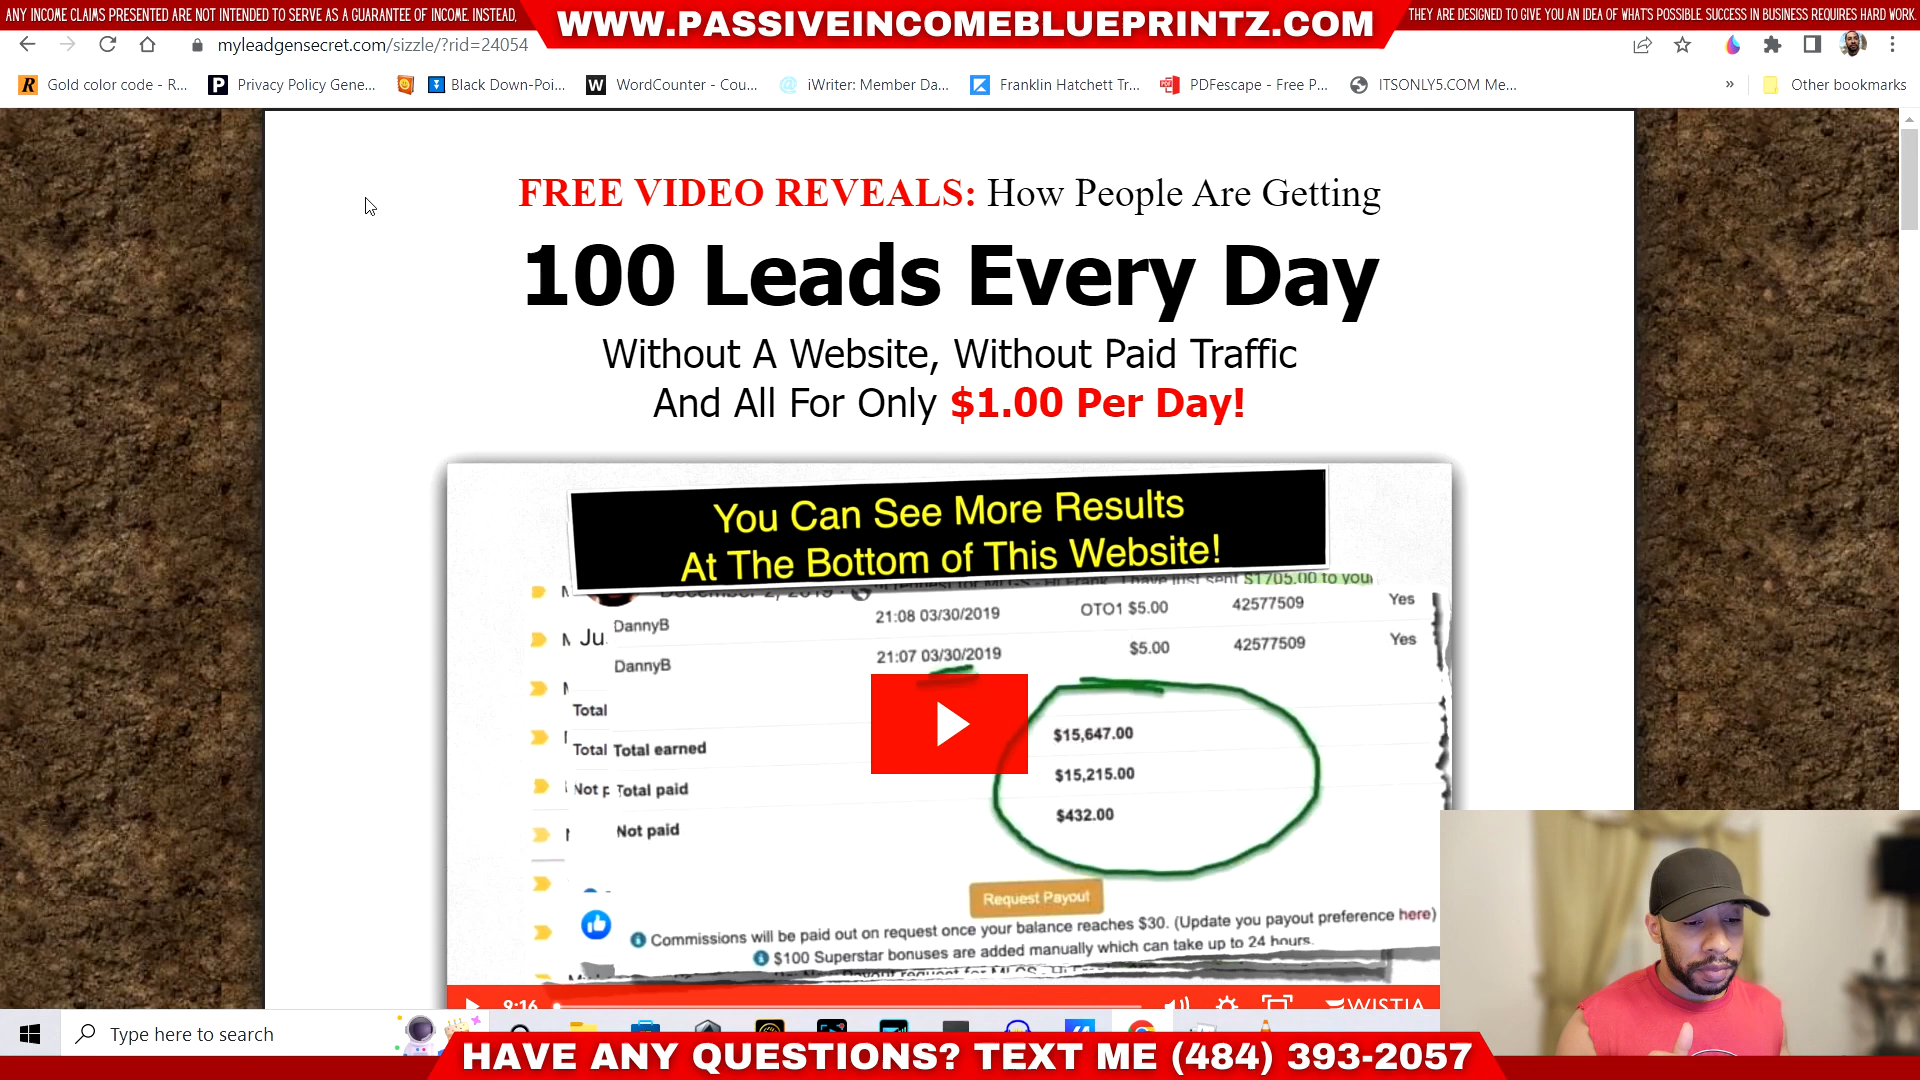 ANY INCOME CLAIMS PRESENTED ARE NOT INTENDED TO SERVE AS A GUARANTEE OF INCOME. INSTEAD,
WWW.PASSIVEINCOMEBLUEPRINTZ.COM
THEY ARE DESIGNED TO GIVE YOU AN IDEA OF WHAT'S POSSIBLE. SUCCESS IN BUSINESS REQUIRES HARD WORK.
myleadgensecret.com/sizzle/?rid=24054
Gold color code - R...
Privacy Policy Gene...
Black Down-Poi...
WordCounter - Cou...
iWriter: Member Da...
Franklin Hatchett Tr...
PDFescape - Free P...
ITSONLY5.COM Me...
»
Other bookmarks
FREE VIDEO REVEALS: How People Are Getting
100 Leads Every Day
Without A Website, Without Paid Traffic
And All For Only $1.00 Per Day!
You Can See More Results
At The Bottom of This Website!
$1705.00 to your
DannyB 21:08 03/30/2019 OTO1 $5.00 42577509 Yes
Ju
DannyB 21:07 03/30/2019 $5.00 42577509 Yes
Total
Total Total earned $15,647.00
Not p Total paid $15,215.00
Not paid $432.00
Request Payout
Commissions will be paid out on request once your balance reaches $30. (Update you payout preference here)
$100 Superstar bonuses are added manually which can take up to 24 hours.
9:16
WISTIA
Type here to search
HAVE ANY QUESTIONS? TEXT ME (484) 393-2057